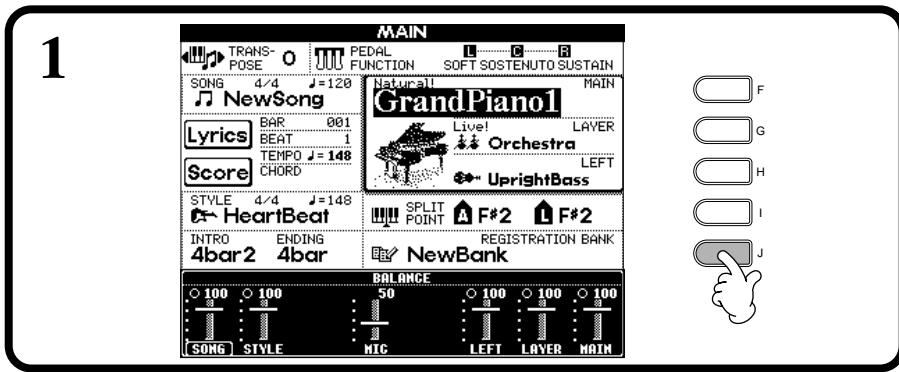 1
MAIN
TRANS-
POSE 0
PEDAL
FUNCTION
L C R
SOFT SOSTENUTO SUSTAIN
SONG 4/4 ♩=120
NewSong
Lyrics
Score
BAR 001
BEAT 1
TEMPO ♩= 148
CHORD
Natural! MAIN
GrandPiano1
Live! LAYER
Orchestra
LEFT
UprightBass
STYLE 4/4 ♩=148
HeartBeat
SPLIT
POINT A F#2 L F#2
INTRO ENDING
4bar2 4bar
REGISTRATION BANK
NewBank
BALANCE
100 100 50 100 100 100
SONG STYLE MIC LEFT LAYER MAIN
F
G
H
I
J